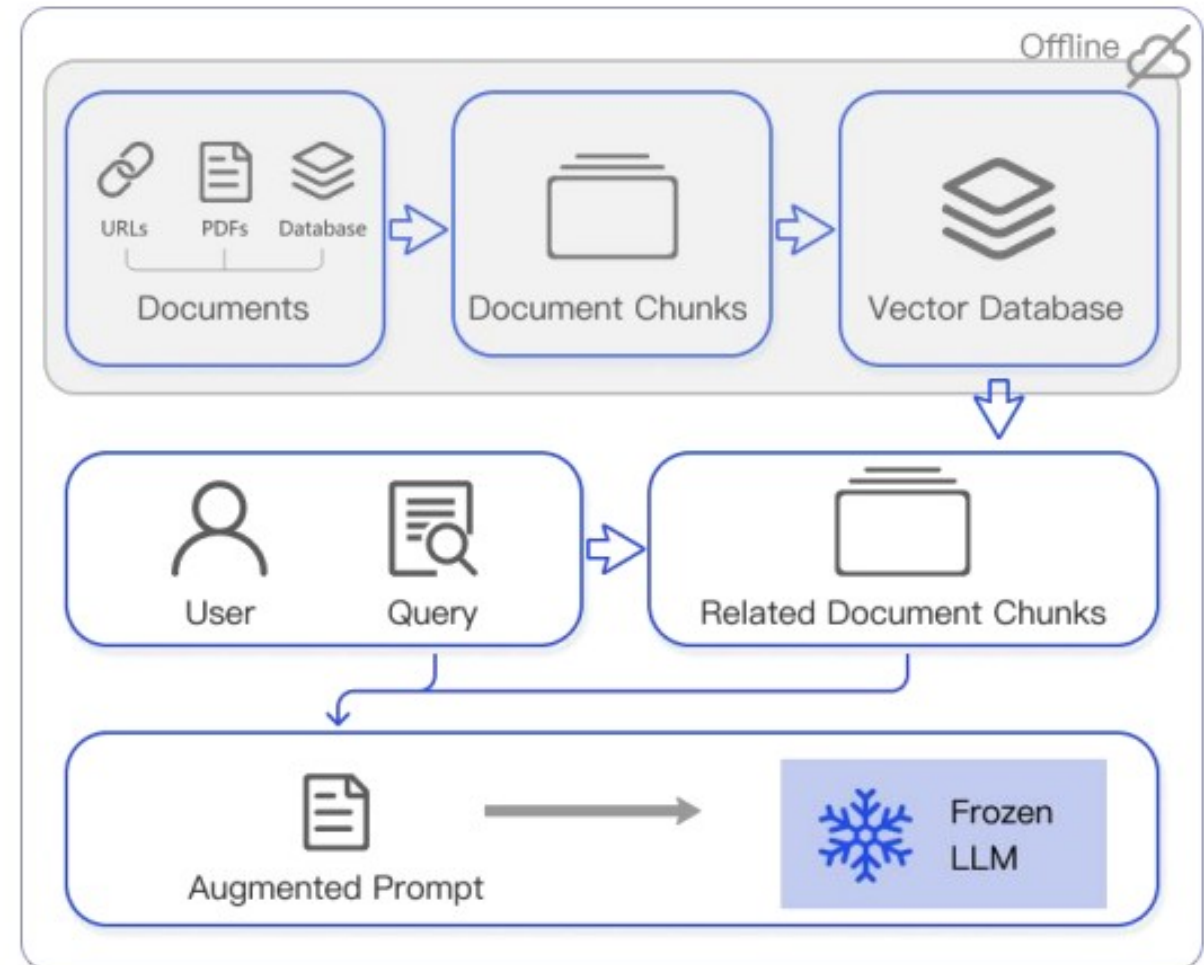 Offline
URLs PDFs Database
Documents
Document Chunks
Vector Database
User
Query
Related Document Chunks
Augmented Prompt
Frozen
LLM